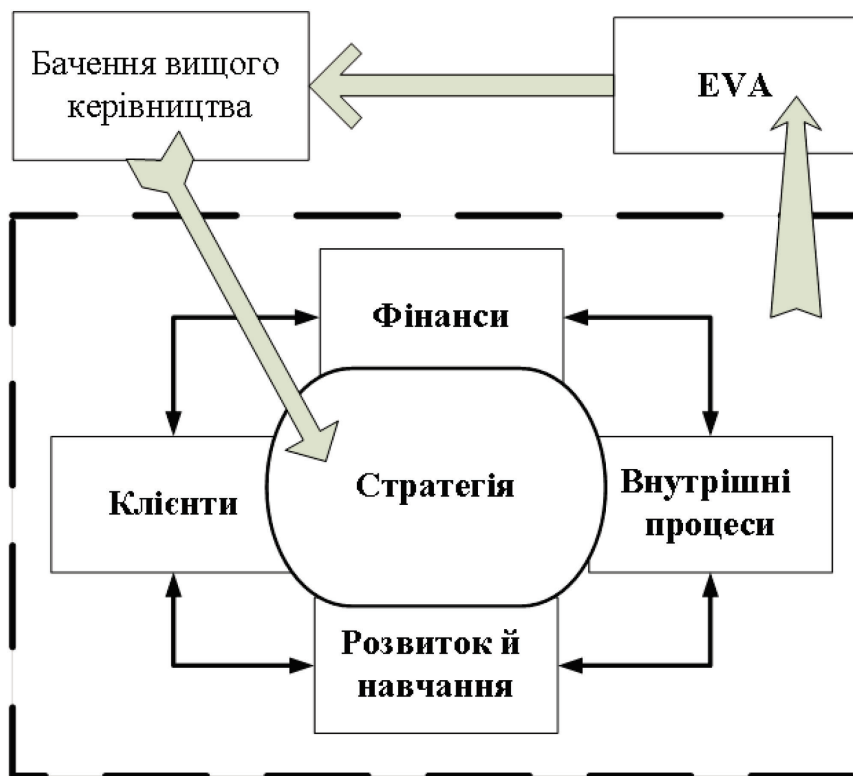 Бачення вищого
керівництва
EVA
Фінанси
Клієнти
Стратегія
Внутрішні
процеси
Розвиток й
навчання